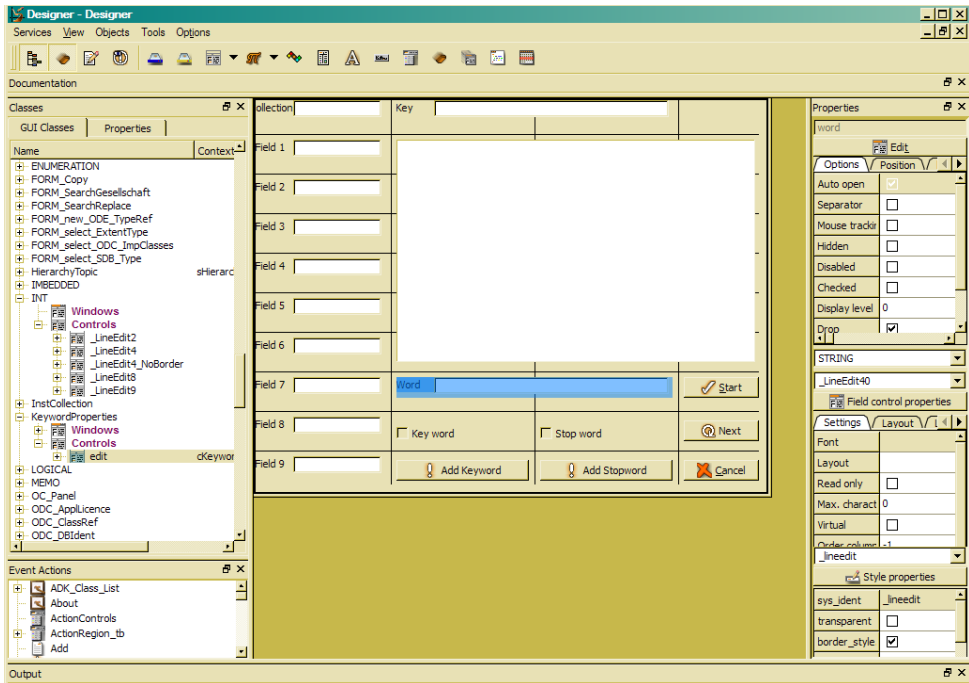 Designer - Designer
Services View Objects Tools Options
Documentation
Classes
GUI Classes Properties
Name Context
ENUMERATION
FORM_Copy
FORM_SearchGesellschaft
FORM_SearchReplace
FORM_new_ODE_TypeRef
FORM_select_ExtentType
FORM_select_ODC_ImpClasses
FORM_select_SDB_Type
HierarchyTopic sHierarc
IMBEDDED
INT
Windows
Controls
_LineEdit2
_LineEdit4
_LineEdit4_NoBorder
_LineEdit8
_LineEdit9
InstCollection
KeywordProperties
Windows
Controls
edit cKeywor
LOGICAL
MEMO
OC_Panel
ODC_ApplLicence
ODC_ClassRef
ODC_DBIdent
Event Actions
ADK_Class_List
About
ActionControls
ActionRegion_tb
Add
ollection Key
Field 1
Field 2
Field 3
Field 4
Field 5
Field 6
Field 7 Word Start
Field 8 Key word Stop word Next
Field 9 Add Keyword Add Stopword Cancel
Properties
word
Edit
Options Position
Auto open
Separator
Mouse trackin
Hidden
Disabled
Checked
Display level 0
Drop
STRING
_LineEdit40
Field control properties
Settings Layout
Font
Layout
Read only
Max. charact 0
Virtual
Order column -1
_lineedit
Style properties
sys_ident _lineedit
transparent
border_style
Output